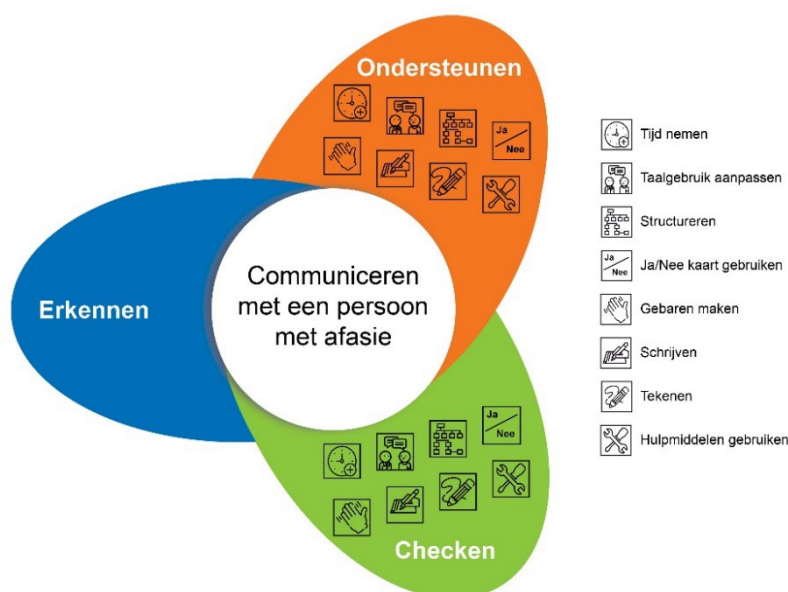 Ondersteunen
Ja
Nee
Erkennen
Communiceren
met een persoon
met afasie
Ja
Nee
Checken
Tijd nemen
Taalgebruik aanpassen
Structureren
Ja
Nee
Ja/Nee kaart gebruiken
Gebaren maken
Schrijven
Tekenen
Hulpmiddelen gebruiken